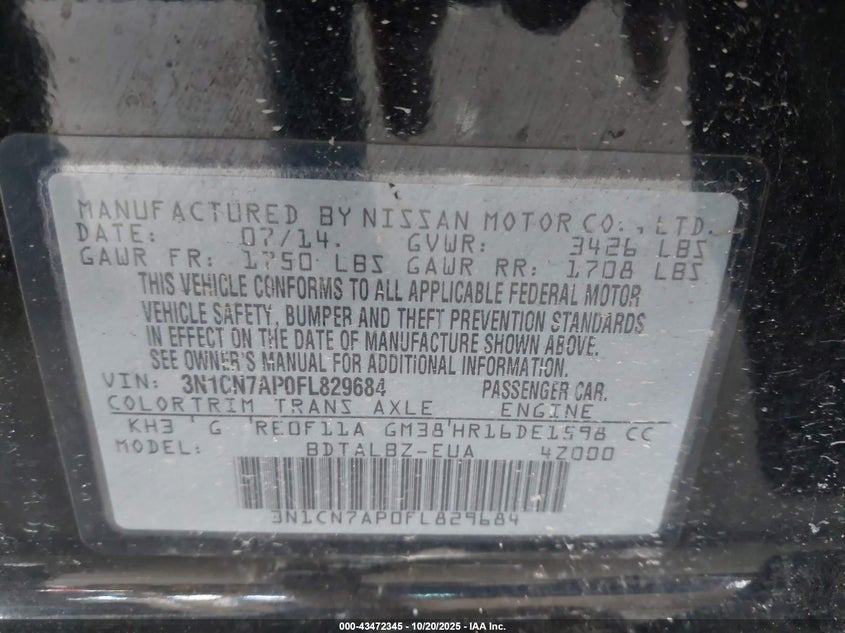 MANUFACTURED BY NISSAN MOTOR CO., LTD.
DATE: 07/14. GVWR: 3426 LBS
GAWR FR: 1750 LBS GAWR RR: 1708 LBS
THIS VEHICLE CONFORMS TO ALL APPLICABLE FEDERAL MOTOR
VEHICLE SAFETY, BUMPER AND THEFT PREVENTION STANDARDS
IN EFFECT ON THE DATE OF MANUFACTURE SHOWN ABOVE.
SEE OWNER'S MANUAL FOR ADDITIONAL INFORMATION.
VIN: 3N1CN7AP0FL829684 PASSENGER CAR.
COLORTRIM TRANS AXLE ENGINE
KH3 'G 'RE0F11A GM38'HR16DE1598 CC
MODEL: BDTALBZ-EUA 4Z000
3N1CN7AP0FL829684
000-43472345 - 10/20/2025 - IAA Inc.